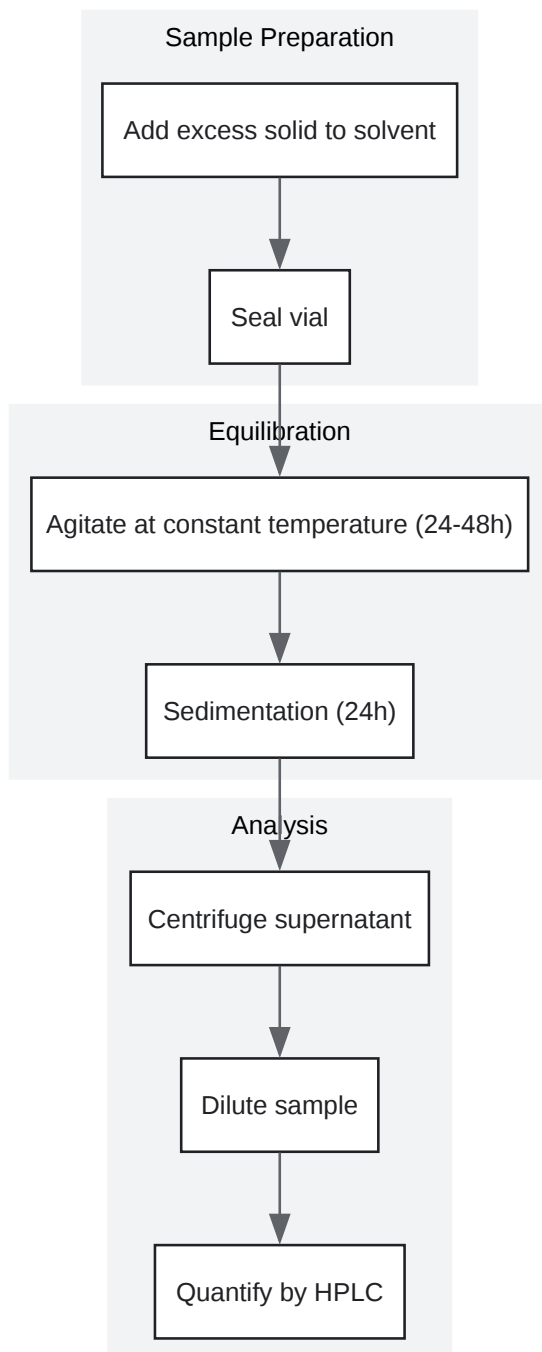 Sample Preparation
Add excess solid to solvent
Seal vial
Equilibration
Agitate at constant temperature (24-48h)
Sedimentation (24h)
Analysis
Centrifuge supernatant
Dilute sample
Quantify by HPLC